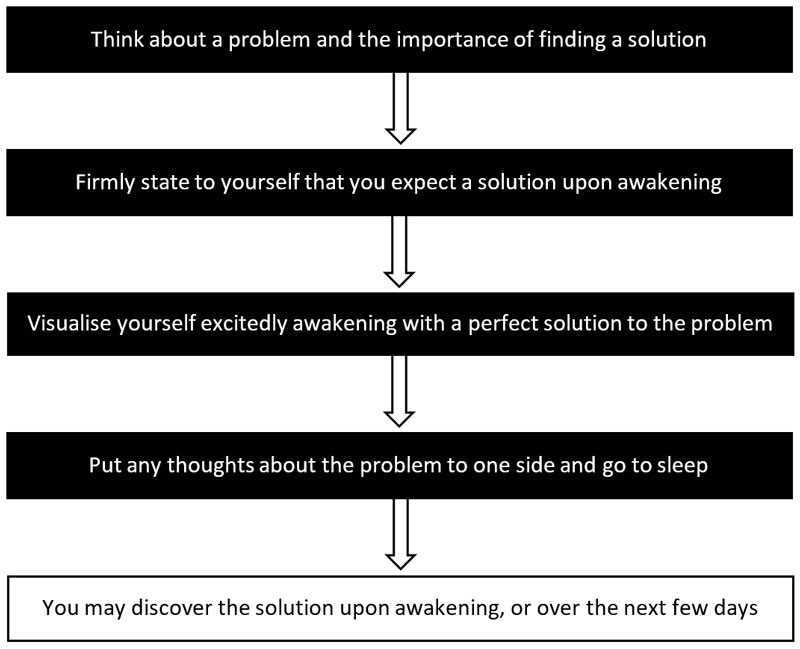 Think about a problem and the importance of finding a solution
Firmly state to yourself that you expect a solution upon awakening
Visualise yourself excitedly awakening with a perfect solution to the problem
Put any thoughts about the problem to one side and go to sleep
You may discover the solution upon awakening, or over the next few days